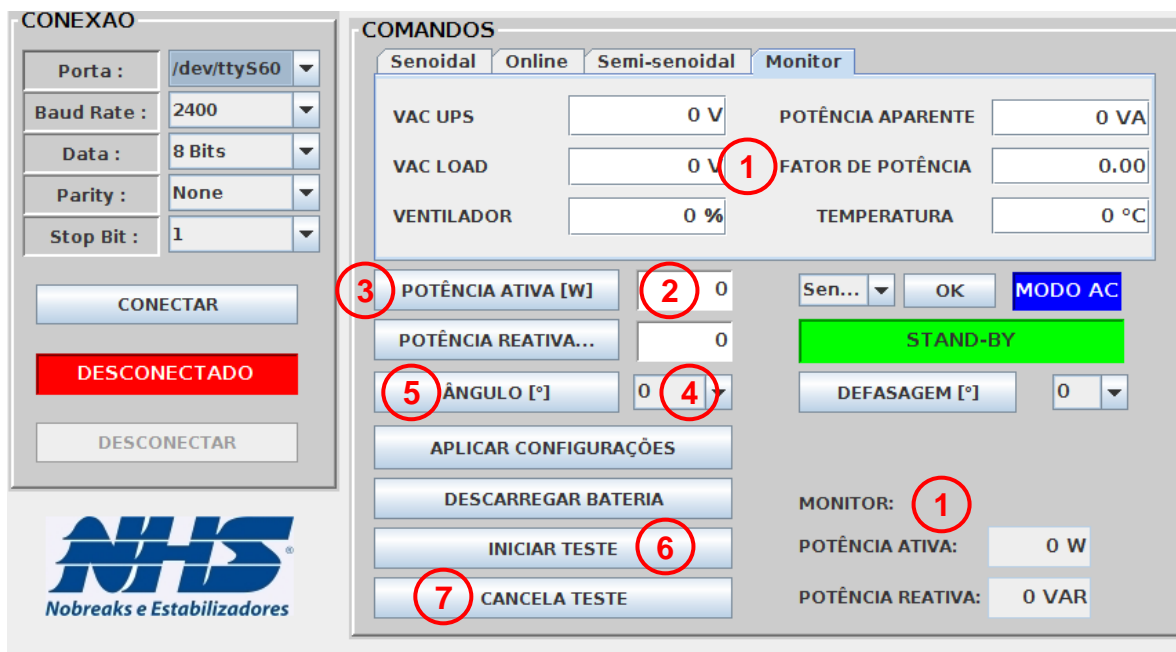 CONEXAO
Porta :
/dev/ttyS60
Baud Rate :
2400
Data :
8 Bits
Parity :
None
Stop Bit :
1
CONECTAR
DESCONECTADO
DESCONECTAR
NHS
®
Nobreaks e Estabilizadores
COMANDOS
Senoidal Online Semi-senoidal Monitor
VAC UPS 0 V POTÊNCIA APARENTE 0 VA
VAC LOAD 0 V 1 FATOR DE POTÊNCIA 0.00
VENTILADOR 0 % TEMPERATURA 0 °C
3 POTÊNCIA ATIVA [W] 2 0 Sen... OK MODO AC
POTÊNCIA REATIVA... 0 STAND-BY
5 ÂNGULO [°] 0 4 DEFASAGEM [°] 0
APLICAR CONFIGURAÇÕES
DESCARREGAR BATERIA MONITOR: 1
INICIAR TESTE 6 POTÊNCIA ATIVA: 0 W
7 CANCELA TESTE POTÊNCIA REATIVA: 0 VAR